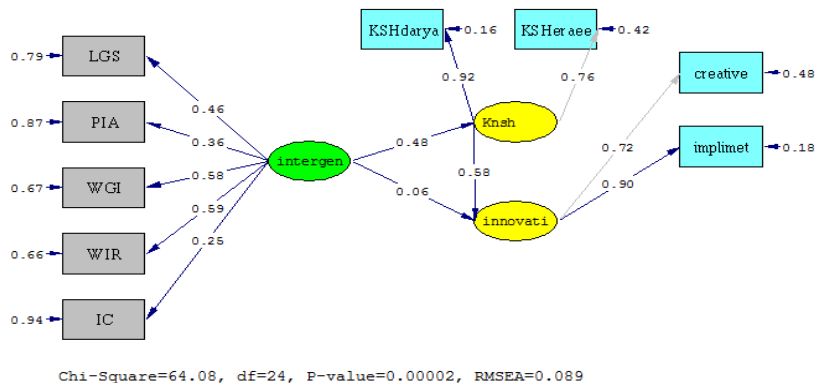 KSHdarya 0.16 KSHeraee 0.42
0.79 LGS
creative 0.48
0.92 0.76
0.46
0.87 PIA
Knsh
0.36 0.48
implimet 0.18
intergen
0.72
0.67 WGI 0.58 0.58
0.06 0.90
0.59
innovati
0.25
0.66 WIR
0.94 IC
Chi-Square=64.08, df=24, P-value=0.00002, RMSEA=0.089